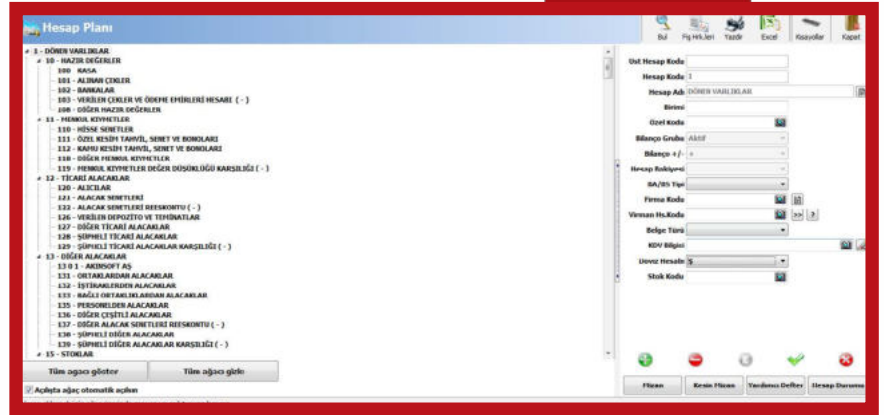 Hesap Planı
Bul Fiş Hrk.leri Yazdır Excel Kısayollar Kapat
1 - DÖNEN VARLIKLAR
10 - HAZIR DEĞERLER
100 KASA
101 - ALINAN ÇEKLER
102 - BANKALAR
103 - VERİLEN ÇEKLER VE ÖDEME EMİRLERİ HESABI ( - )
108 - DİĞER HAZIR DEĞERLER
11 - MENKUL KIYMETLER
110 - HİSSE SENETLER
111 - ÖZEL KESİM TAHVİL, SENET VE BONOLARI
112 - KAMU KESİM TAHVİL, SENET VE BONOLARI
118 - DİĞER MENKUL KIYMETLER
119 - MENKUL KIYMETLER DEĞER DÜŞÜKLÜĞÜ KARŞILIĞI ( - )
12 - TİCARİ ALACAKLAR
120 - ALICILAR
121 - ALACAK SENETLERİ
122 - ALACAK SENETLERİ REESKONTU ( - )
126 - VERİLEN DEPOZİTO VE TEMİNATLAR
127 - DİĞER TİCARİ ALACAKLAR
128 - ŞÜPHELİ TİCARİ ALACAKLAR
129 - ŞÜPHELİ TİCARİ ALACAKLAR KARŞILIĞI ( - )
13 - DİĞER ALACAKLAR
13 0 1 - AKINSOFT AŞ
131 - ORTAKLARDAN ALACAKLAR
132 - İŞTİRAKLERDEN ALACAKLAR
133 - BAĞLI ORTAKLIKLARDAN ALACAKLAR
135 - PERSONELDEN ALACAKLAR
136 - DİĞER ÇEŞİTLİ ALACAKLAR
137 - DİĞER ALACAK SENETLERİ REESKONTU ( - )
138 - ŞÜPHELİ DİĞER ALACAKLAR
139 - ŞÜPHELİ DİĞER ALACAKLAR KARŞILIĞI ( - )
15 - STOKLAR
Tüm agacı göster Tüm ağacı gizle
Açılışta ağaç otomatik açılsın
Üst Hesap Kodu
Hesap Kodu 1
Hesap Adı DÖNEN VARLIKLAR
Birimi
Özel Kodu
Bilanço Grubu Aktif
Bilanço +/- +
Hesap Bakiyesi
BA/BS Tipi
Firma Kodu
Virman Hs.Kodu >> ?
Belge Türü
KDV Bilgisi
Döviz Hesabı $
Stok Kodu
Mizan Kesin Mizan Yardımcı Defter Hesap Durumu